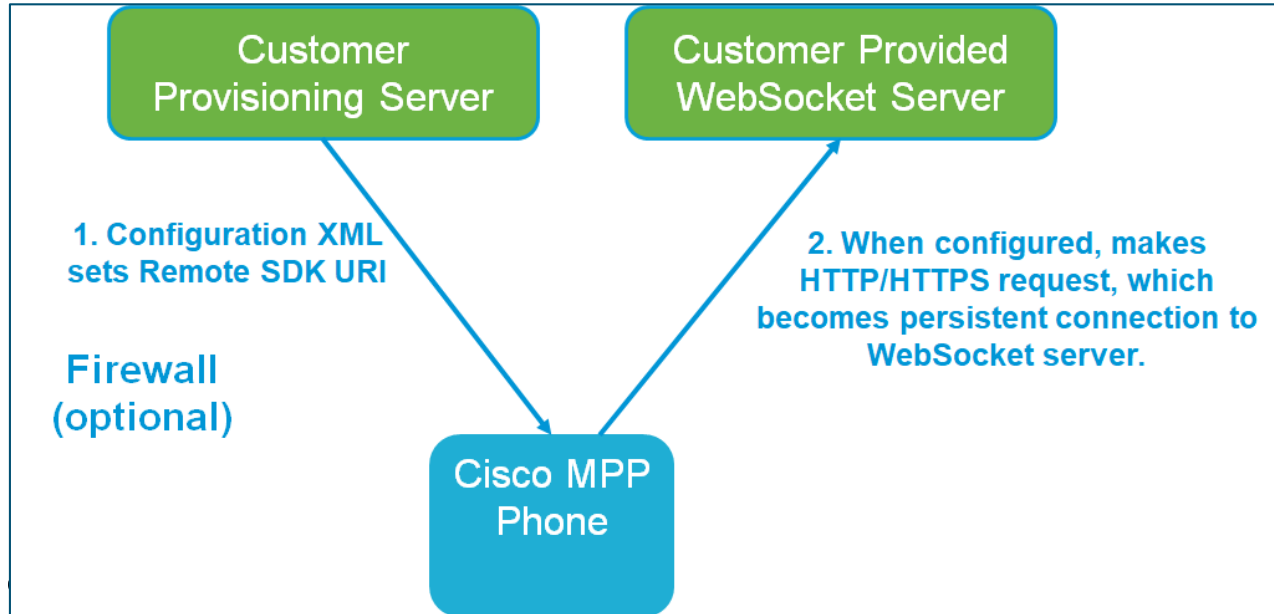 Customer
Provisioning Server
Customer Provided
WebSocket Server
1. Configuration XML
sets Remote SDK URI
2. When configured, makes
HTTP/HTTPS request, which
becomes persistent connection to
WebSocket server.
Firewall
(optional)
Cisco MPP
Phone